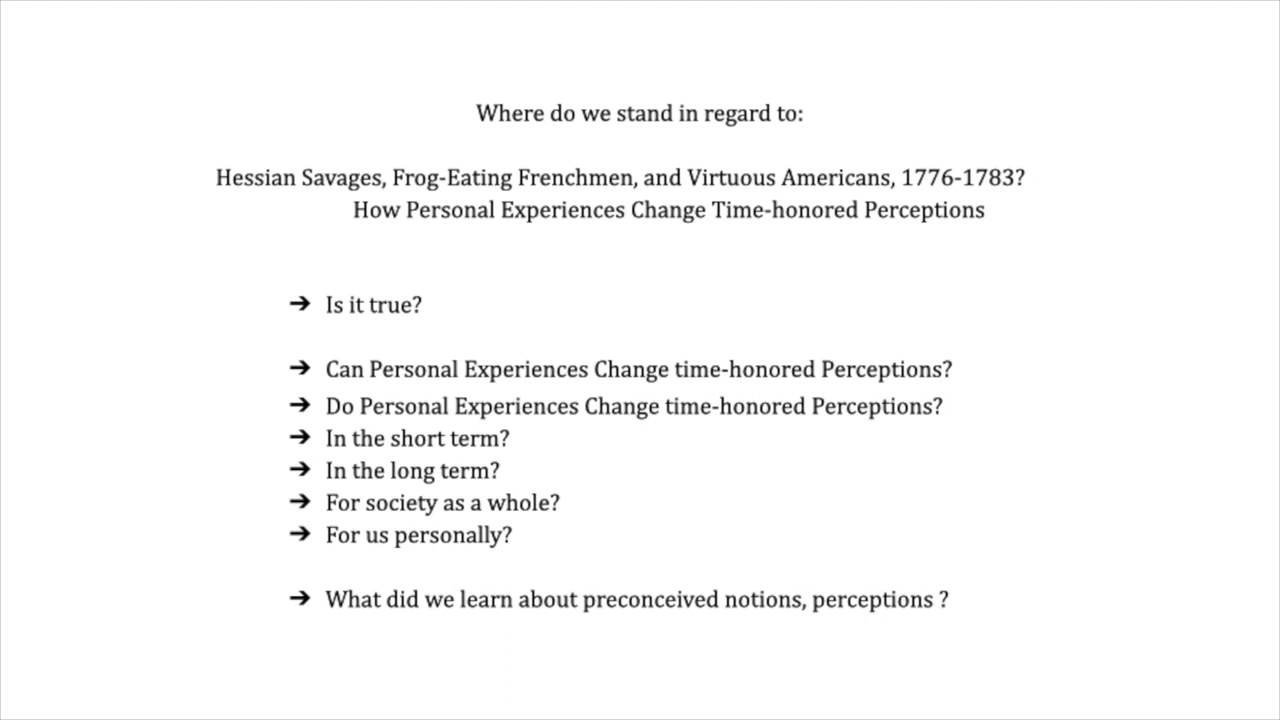 Where do we stand in regard to:
Hessian Savages, Frog-Eating Frenchmen, and Virtuous Americans, 1776-1783?
How Personal Experiences Change Time-honored Perceptions
➔ Is it true?
➔ Can Personal Experiences Change time-honored Perceptions?
➔ Do Personal Experiences Change time-honored Perceptions?
➔ In the short term?
➔ In the long term?
➔ For society as a whole?
➔ For us personally?
➔ What did we learn about preconceived notions, perceptions ?